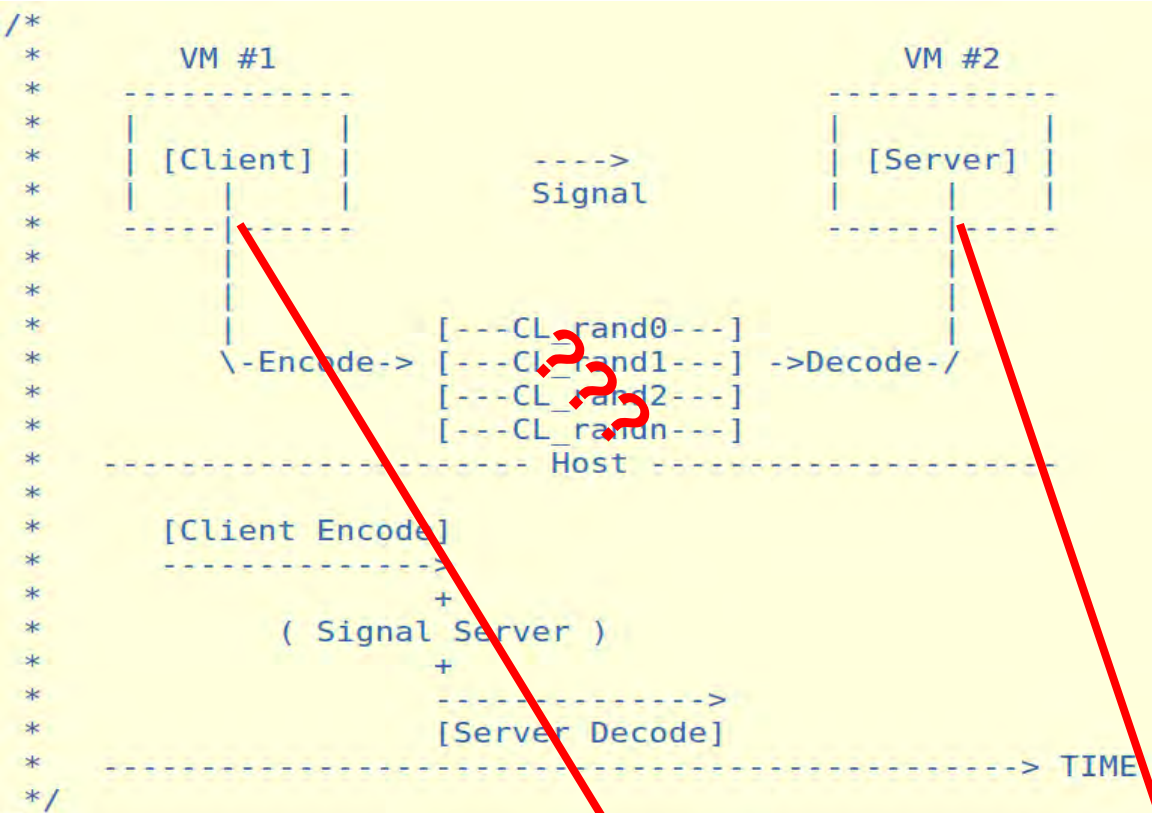 /*
 * VM #1 VM #2
 * ------------ ------------
 * | | | |
 * | [Client] | ----> | [Server] |
 * | | | Signal | | |
 * -----|------ ------|-----
 * | |
 * | |
 * | [---CL_rand0---] |
 * \-Encode-> [---CL_rand1---] ->Decode-/
 * [---CL_rand2---]
 * [---CL_randn---]
 * ----------------------- Host ----------------------
 *
 * [Client Encode]
 * --------------->
 * +
 * ( Signal Server )
 * +
 * --------------->
 * [Server Decode]
 * --------------------------------------------------> TIME
 */
???